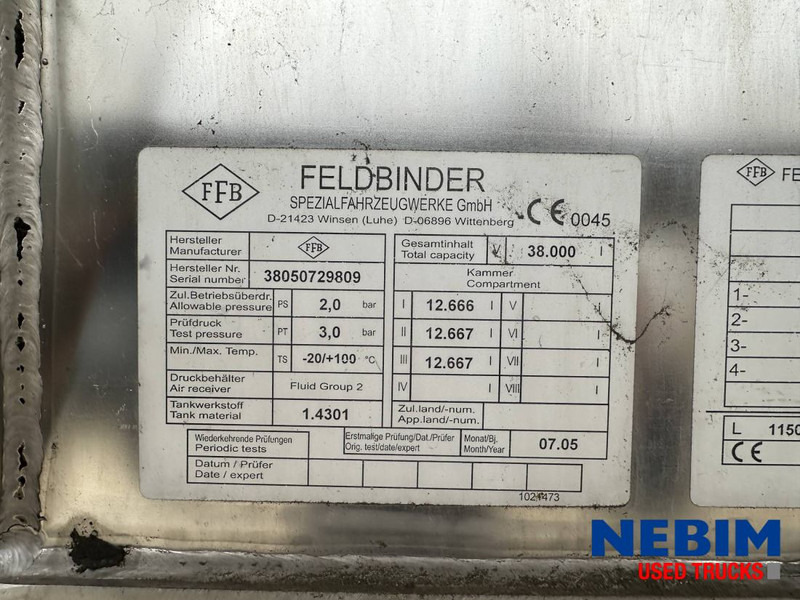 FFB
FELDBINDER
SPEZIALFAHRZEUGWERKE GmbH
D-21423 Winsen (Luhe) D-06896 Wittenberg
CE 0045
Hersteller
Manufacturer
FFB
Hersteller Nr.
Serial number
38050729809
Zul.Betriebsüberdr.
Allowable pressure
PS 2,0 bar
Prüfdruck
Test pressure
PT 3,0 bar
Min./Max. Temp.
TS -20/+100 °C
Druckbehälter
Air receiver
Fluid Group 2
Tankwerkstoff
Tank material
1.4301
Gesamtinhalt
Total capacity
V 38.000 l
Kammer
Compartment
I 12.666 l V l
II 12.667 l VI l
III 12.667 l VII l
IV l VIII l
Zul.land/-num.
App.land/-num.
Wiederkehrende Prüfungen
Periodic tests
Erstmalige Prüfung/Dat./Prüfer
Orig. test/date/expert
Monat/Bj.
Month/Year
07.05
Datum / Prüfer
Date / expert
FFB FE
1-
2-
3-
4-
L 1150
CE
NEBIM
USED TRUCKS